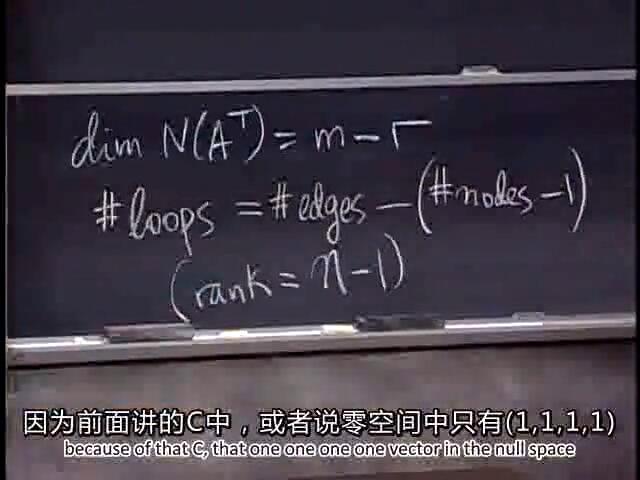 dim N(Aᵀ) = m - r
#loops = #edges - (#nodes - 1)
(rank = n - 1)
因为前面讲的C中，或者说零空间中只有(1,1,1,1)
because of that C, that one one one one vector in the null space